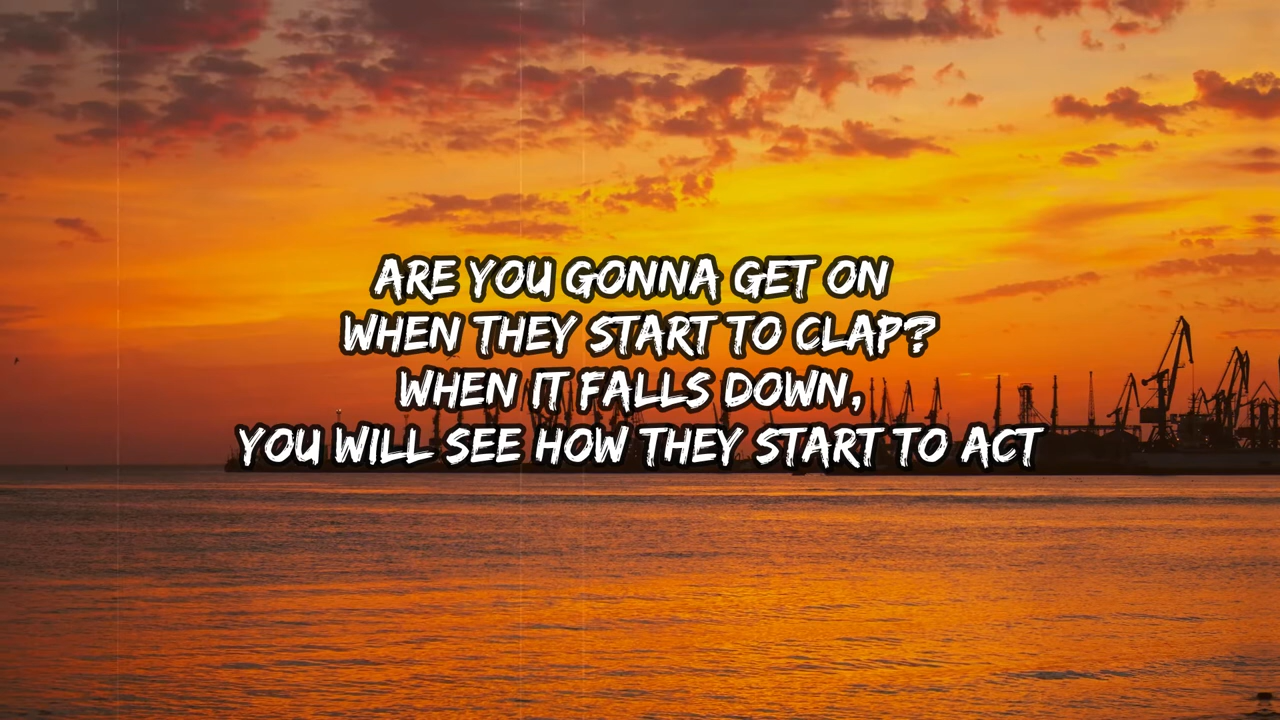 ARE YOU GONNA GET ON
WHEN THEY START TO CLAP?
WHEN IT FALLS DOWN,
YOU WILL SEE HOW THEY START TO ACT